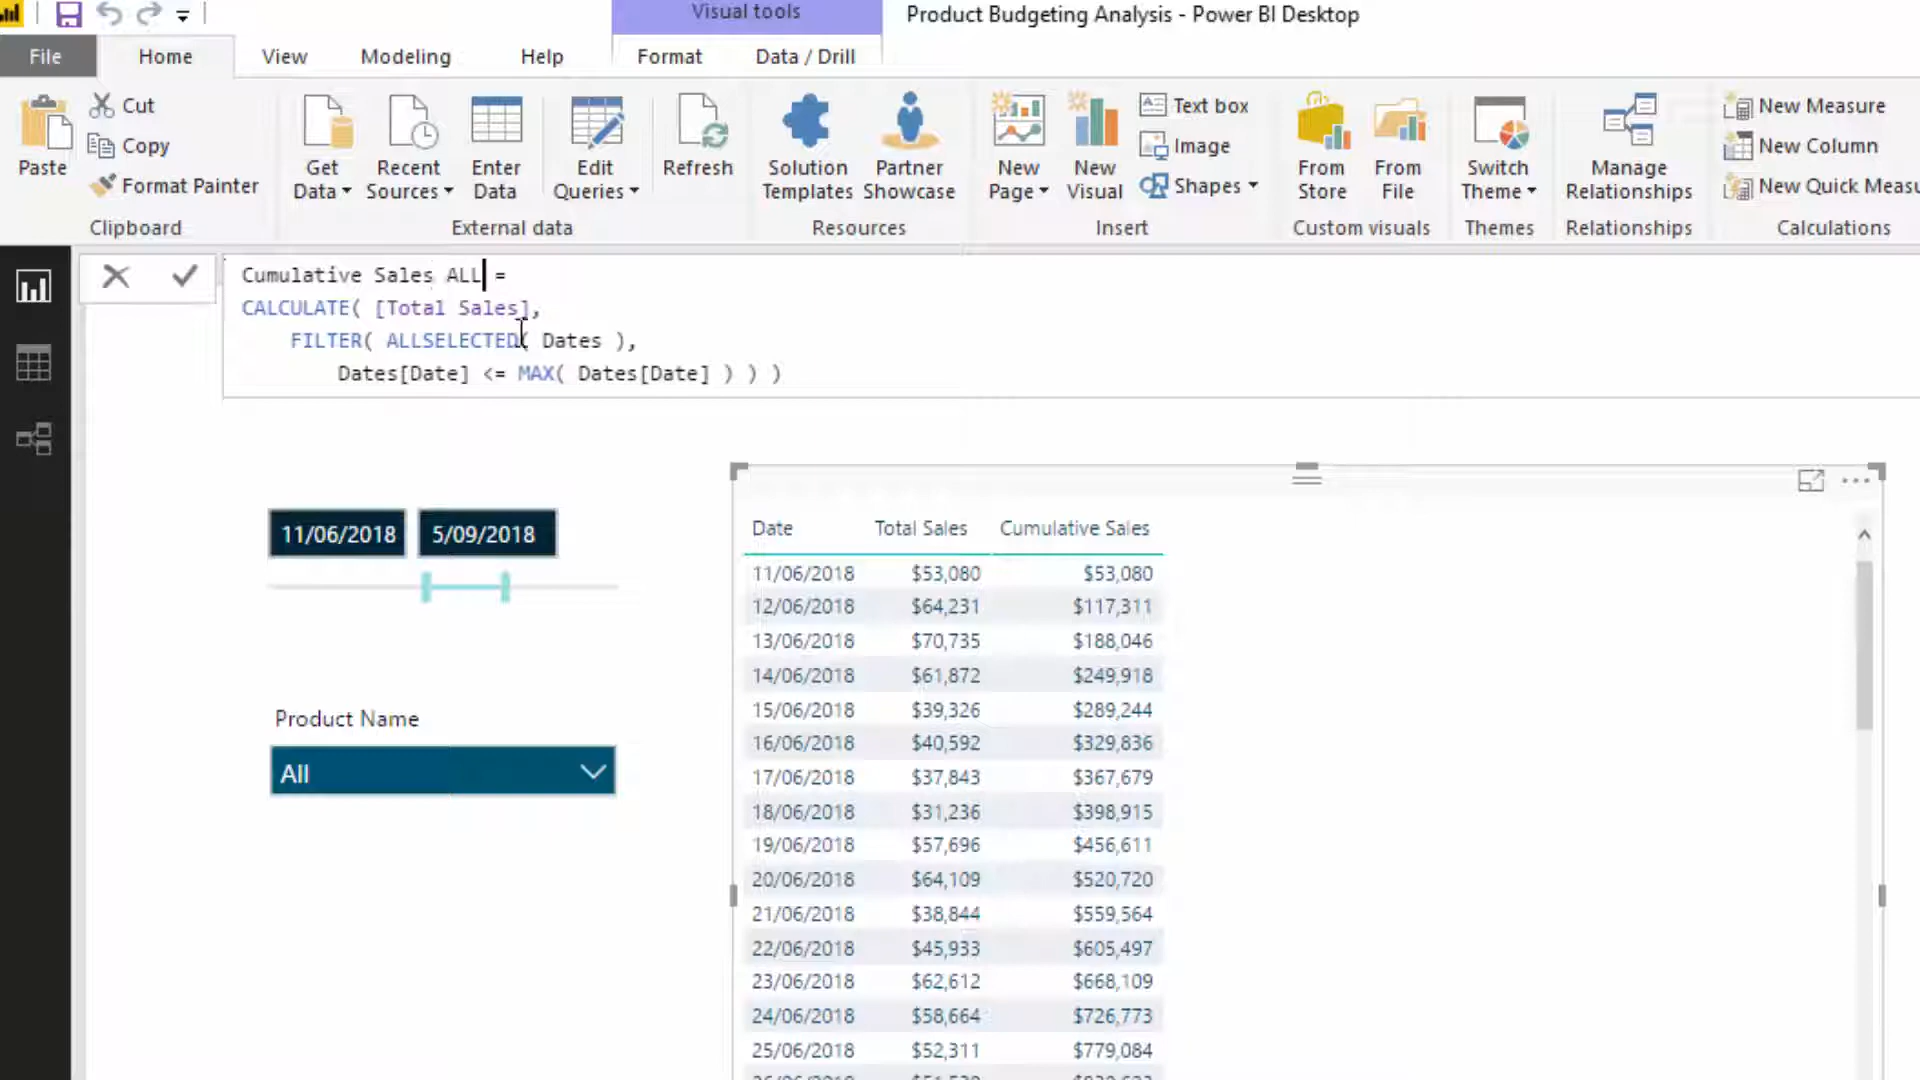 Visual tools
Product Budgeting Analysis - Power BI Desktop
File
Home
View
Modeling
Help
Format
Data / Drill
Paste
Cut
Copy
Format Painter
Clipboard
Get Data
Recent Sources
Enter Data
Edit Queries
Refresh
External data
Solution Templates
Partner Showcase
Resources
New Page
New Visual
Text box
Image
Shapes
Insert
From Store
From File
Custom visuals
Switch Theme
Themes
Manage Relationships
Relationships
New Measure
New Column
New Quick Measu
Calculations
Cumulative Sales ALL =
CALCULATE( [Total Sales],
FILTER( ALLSELECTED( Dates ),
Dates[Date] <= MAX( Dates[Date] ) ) )
11/06/2018 5/09/2018
Product Name
All
Date Total Sales Cumulative Sales
11/06/2018 $53,080 $53,080
12/06/2018 $64,231 $117,311
13/06/2018 $70,735 $188,046
14/06/2018 $61,872 $249,918
15/06/2018 $39,326 $289,244
16/06/2018 $40,592 $329,836
17/06/2018 $37,843 $367,679
18/06/2018 $31,236 $398,915
19/06/2018 $57,696 $456,611
20/06/2018 $64,109 $520,720
21/06/2018 $38,844 $559,564
22/06/2018 $45,933 $605,497
23/06/2018 $62,612 $668,109
24/06/2018 $58,664 $726,773
25/06/2018 $52,311 $779,084